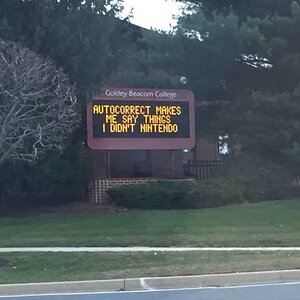 Goldey-Beacom College
AUTOCORRECT MAKES
ME SAY THINGS
I DIDN'T NINTENDO